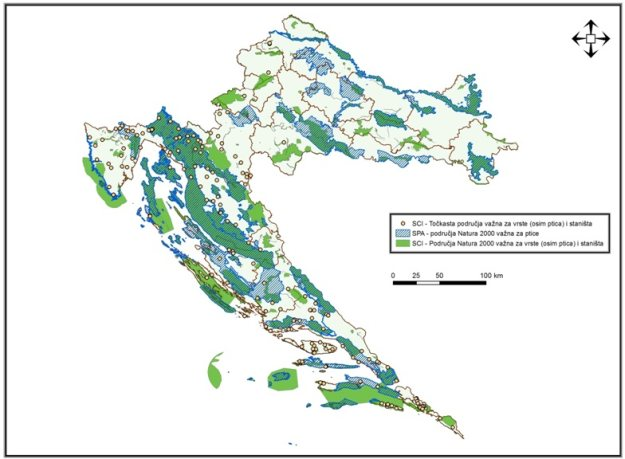 SCI - Točkasta područja važna za vrste (osim ptica) i staništa
SPA - područja Natura 2000 važna za ptice
SCI - Područja Natura 2000 važna za vrste (osim ptica) i staništa
0 25 50 100 km